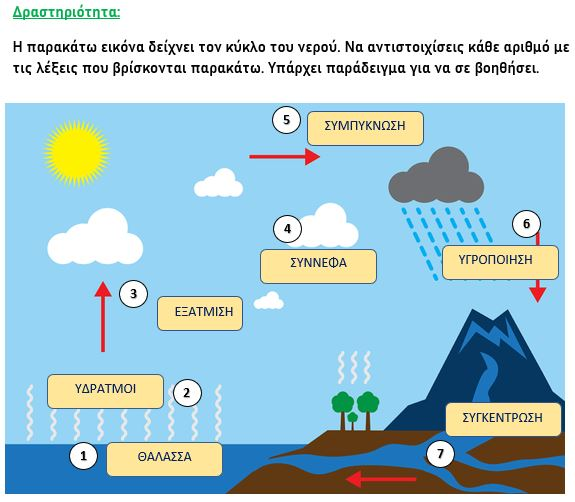 Δραστηριότητα:
Η παρακάτω εικόνα δείχνει τον κύκλο του νερού. Να αντιστοιχίσεις κάθε αριθμό με
τις λέξεις που βρίσκονται παρακάτω. Υπάρχει παράδειγμα για να σε βοηθήσει.
5 ΣΥΜΠΥΚΝΩΣΗ
6
4
ΥΓΡΟΠΟΙΗΣΗ
ΣΥΝΝΕΦΑ
3
ΕΞΑΤΜΙΣΗ
ΥΔΡΑΤΜΟΙ 2
ΣΥΓΚΕΝΤΡΩΣΗ
1 ΘΑΛΑΣΣΑ
7